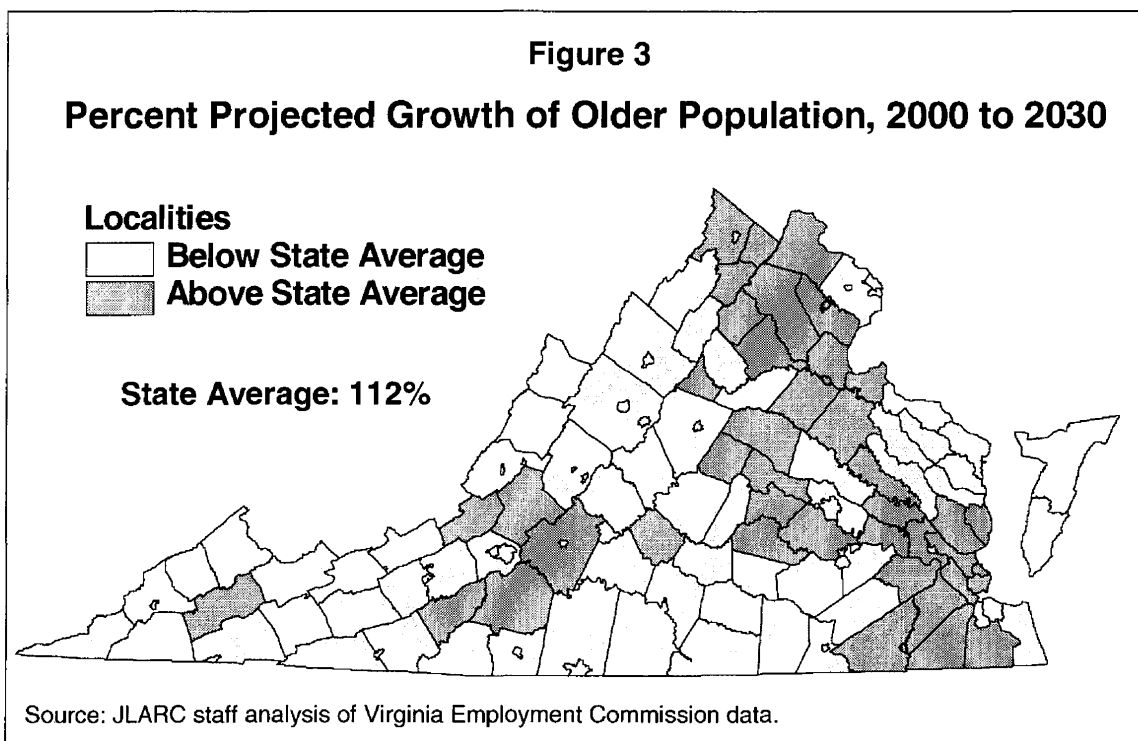 Figure 3
Percent Projected Growth of Older Population, 2000 to 2030
Localities
Below State Average
Above State Average
State Average: 112%
Source: JLARC staff analysis of Virginia Employment Commission data.